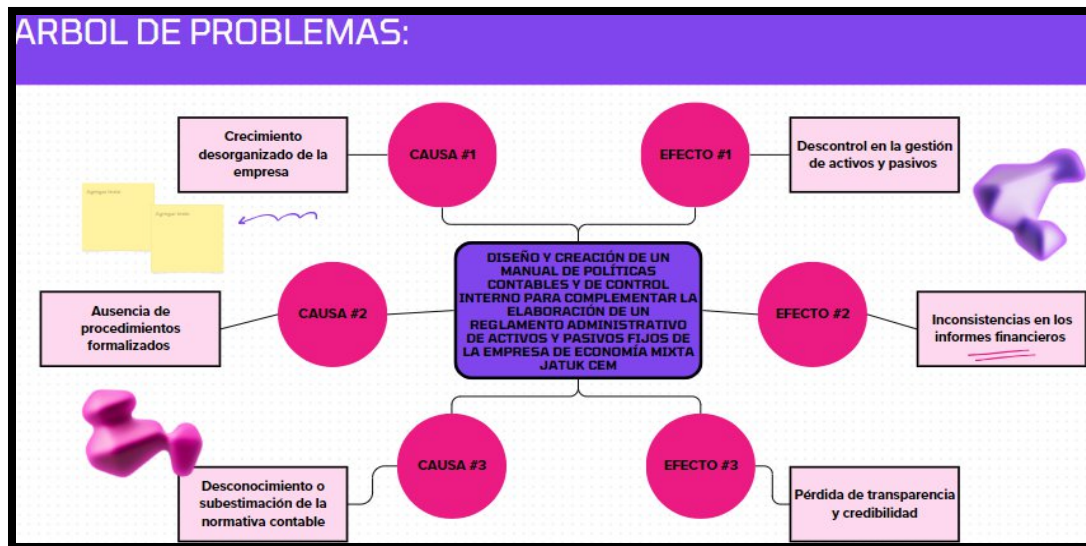 ARBOL DE PROBLEMAS:
Crecimiento
desorganizado de la
empresa
CAUSA #1
EFECTO #1
Descontrol en la gestión
de activos y pasivos
Agregar texto
Agregar texto
Ausencia de
procedimientos
formalizados
CAUSA #2
DISEÑO Y CREACIÓN DE UN
MANUAL DE POLÍTICAS
CONTABLES Y DE CONTROL
INTERNO PARA COMPLEMENTAR LA
ELABORACIÓN DE UN
REGLAMENTO ADMINISTRATIVO
DE ACTIVOS Y PASIVOS FIJOS DE
LA EMPRESA DE ECONOMÍA MIXTA
JATUK CEM
EFECTO #2
Inconsistencias en los
informes financieros
Desconocimiento o
subestimación de la
normativa contable
CAUSA #3
EFECTO #3
Pérdida de transparencia
y credibilidad